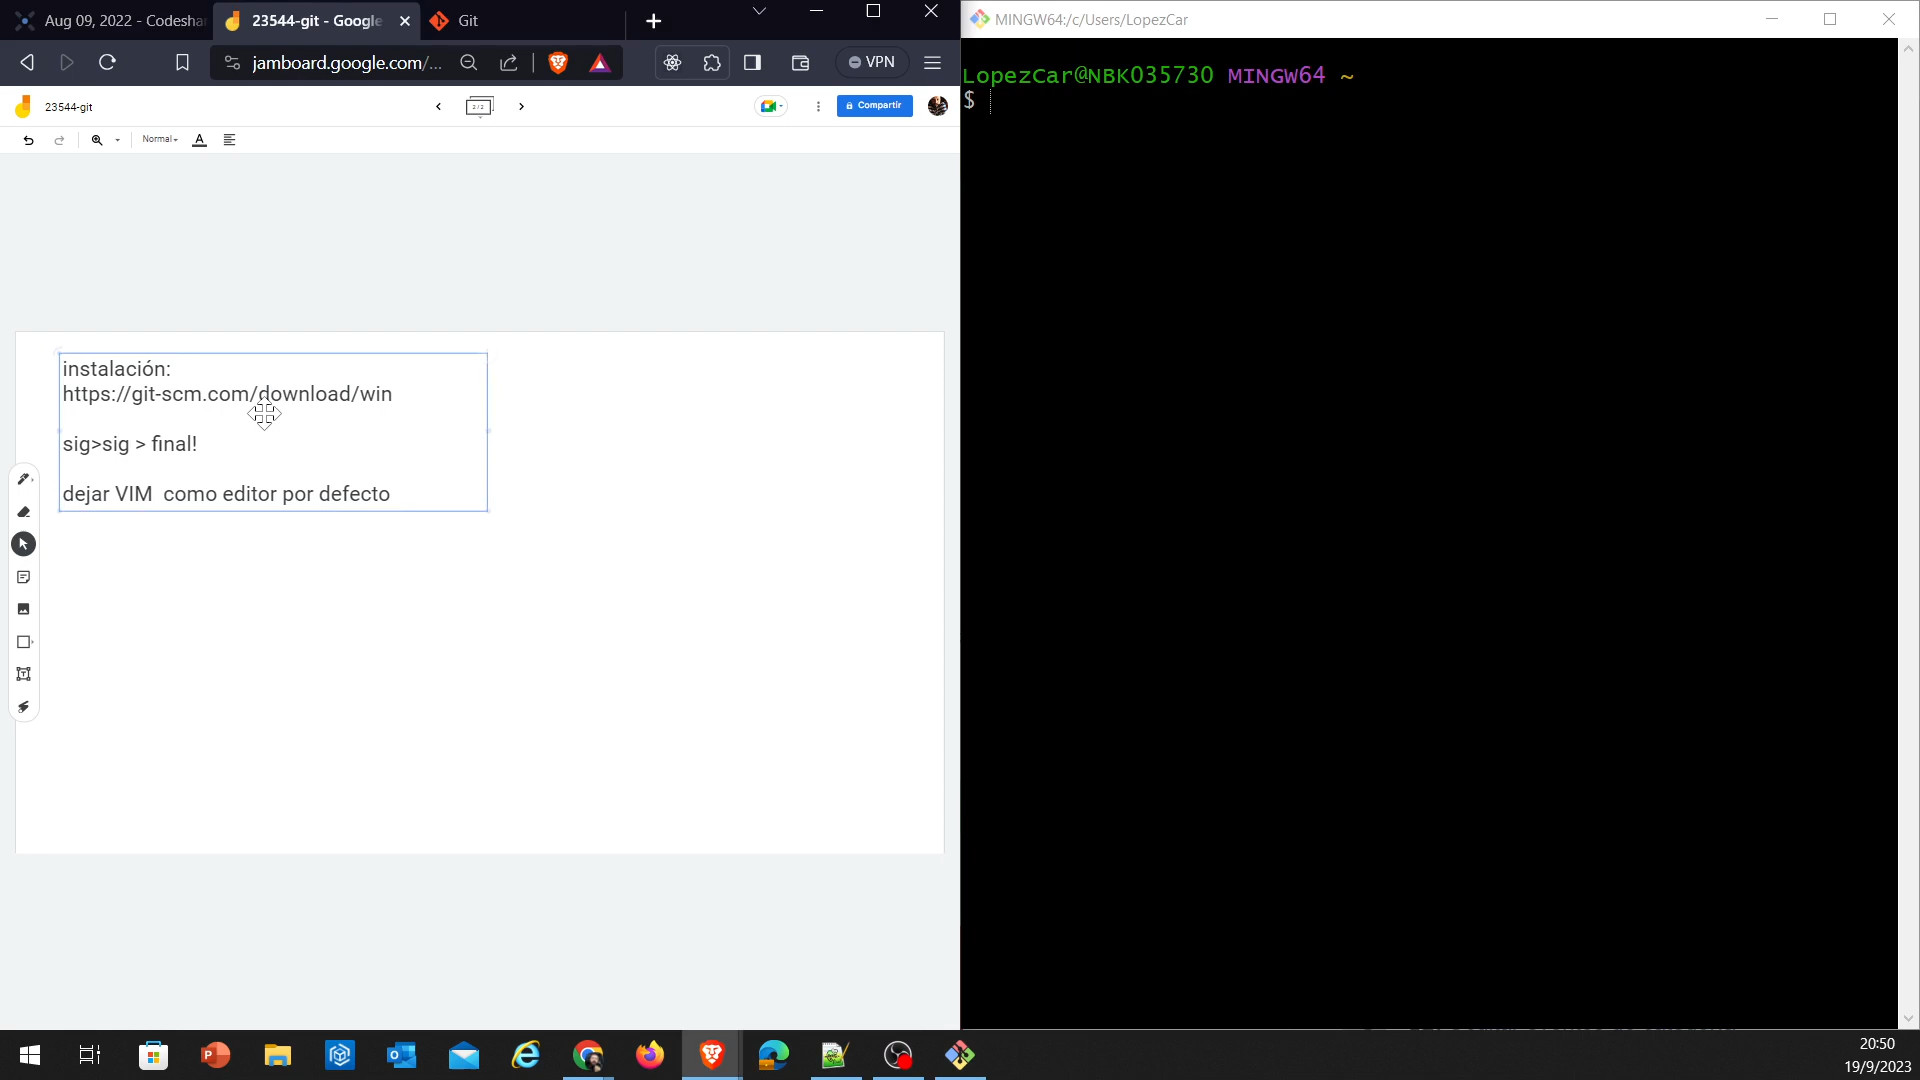 Aug 09, 2022 - Codeshar
23544-git - Google
Git
jamboard.google.com/...
VPN
23544-git
2/2
Compartir
Normal
instalación:
https://git-scm.com/download/win
sig>sig > final!
dejar VIM  como editor por defecto
MINGW64:/c/Users/LopezCar
LopezCar@NBK035730 MINGW64 ~
$
20:50
19/9/2023